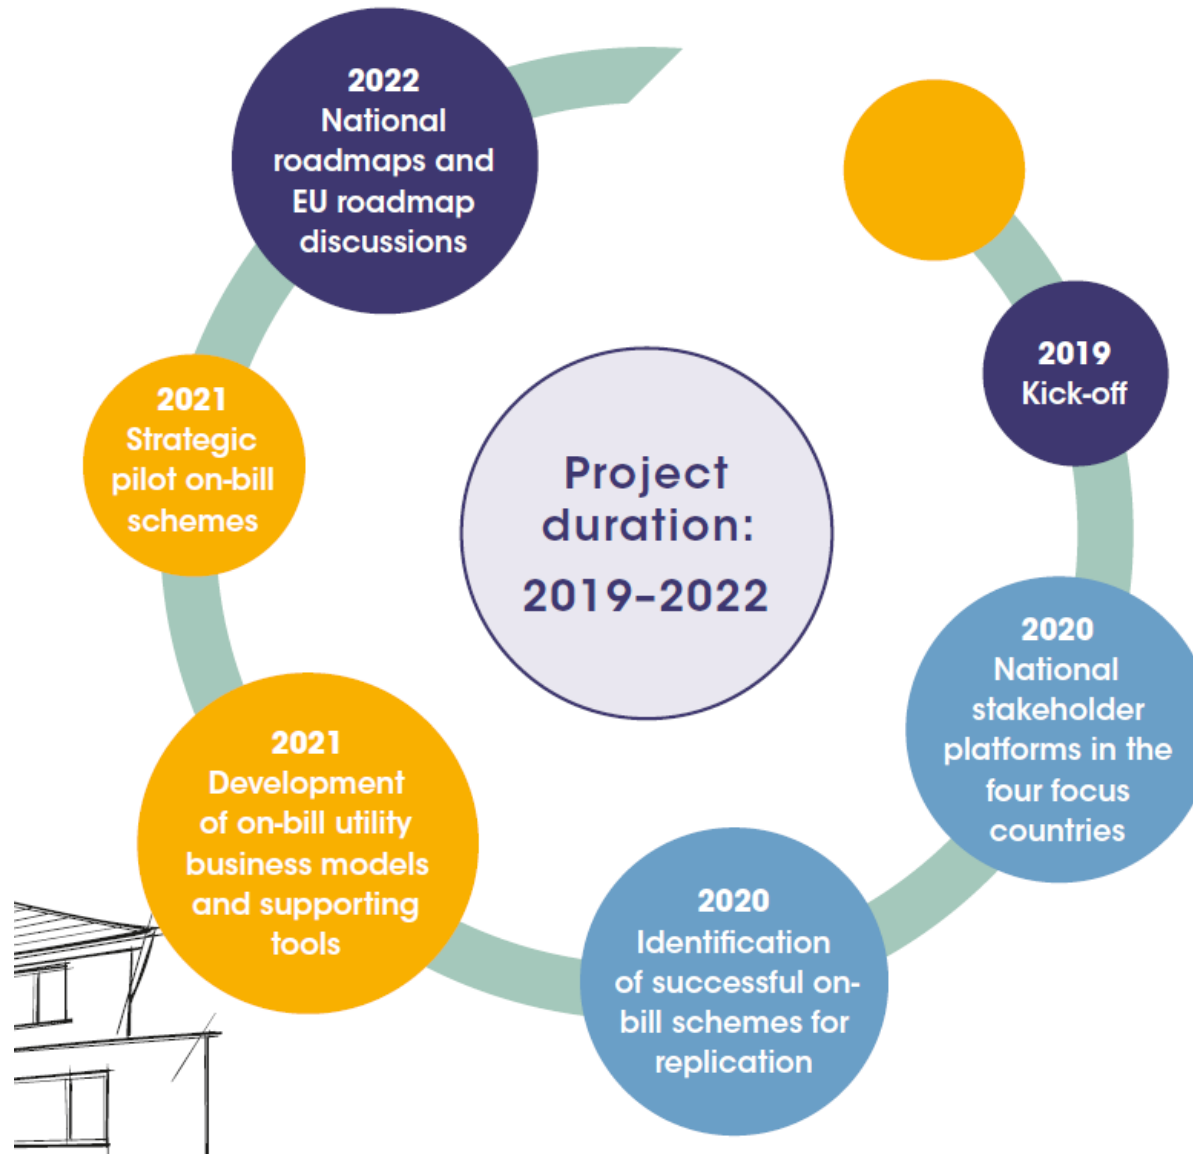 2022
National
roadmaps and
EU roadmap
discussions
2019
Kick-off
2021
Strategic
pilot on-bill
schemes
Project
duration:
2019–2022
2020
National
stakeholder
platforms in the
four focus
countries
2021
Development
of on-bill utility
business models
and supporting
tools
2020
Identification
of successful on-
bill schemes for
replication